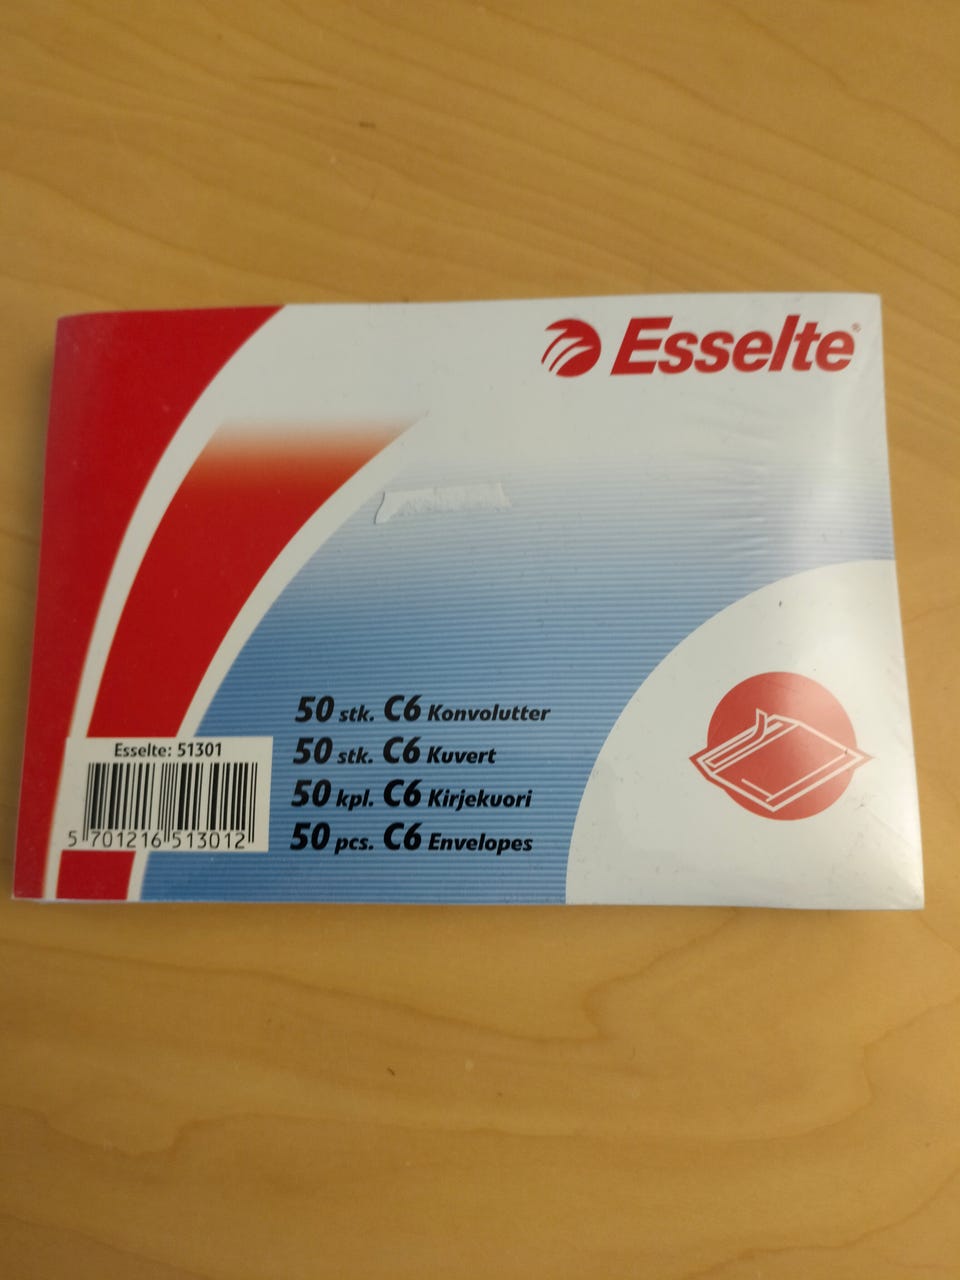 Esselte®
50 stk. C6 Konvolutter
50 stk. C6 Kuvert
50 kpl. C6 Kirjekuori
50 pcs. C6 Envelopes
Esselte: 51301
5 701216 513012